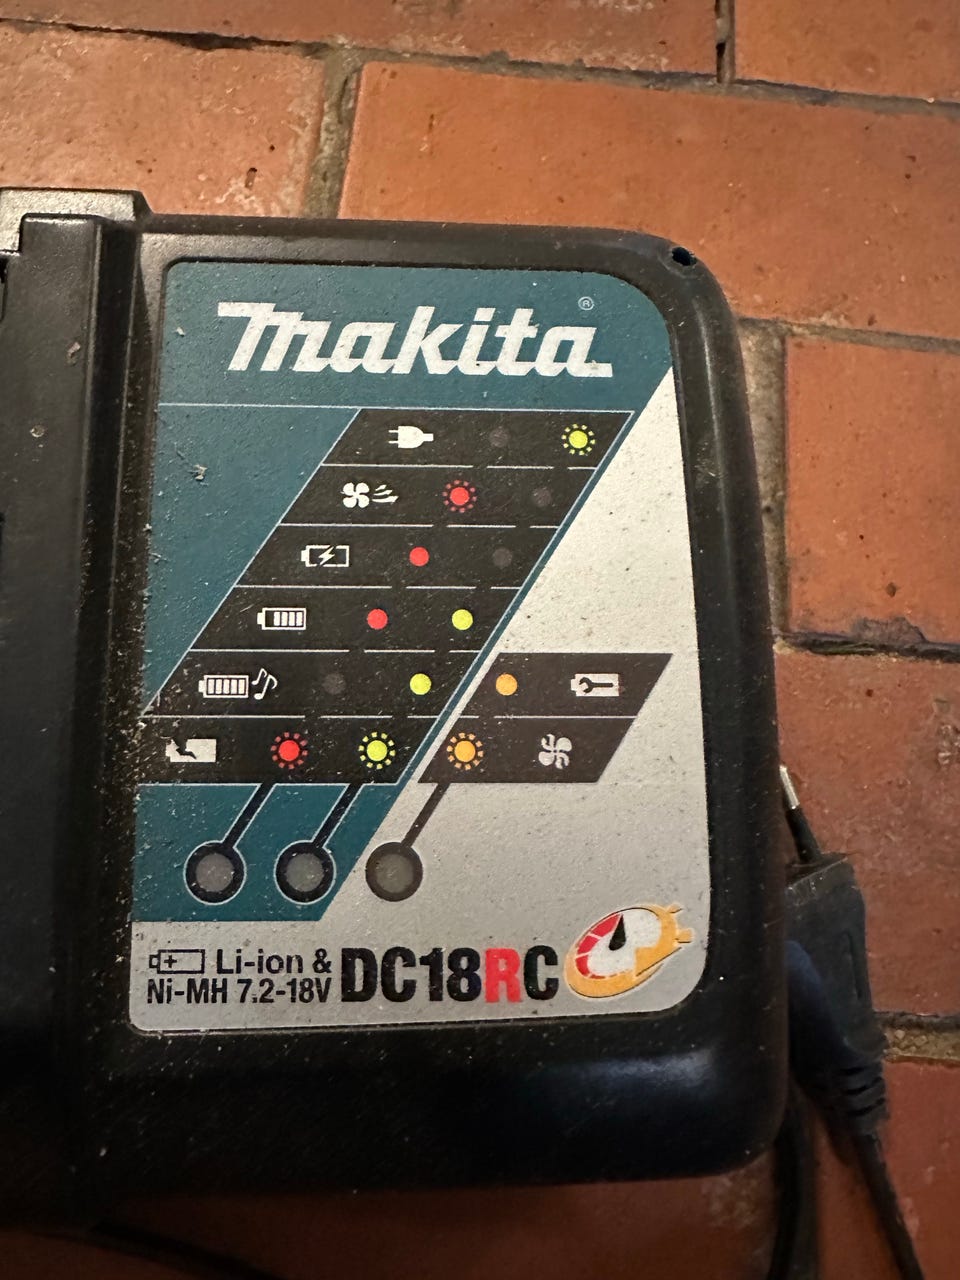 makita®
Li-ion &
Ni-MH 7.2-18V
DC18RC